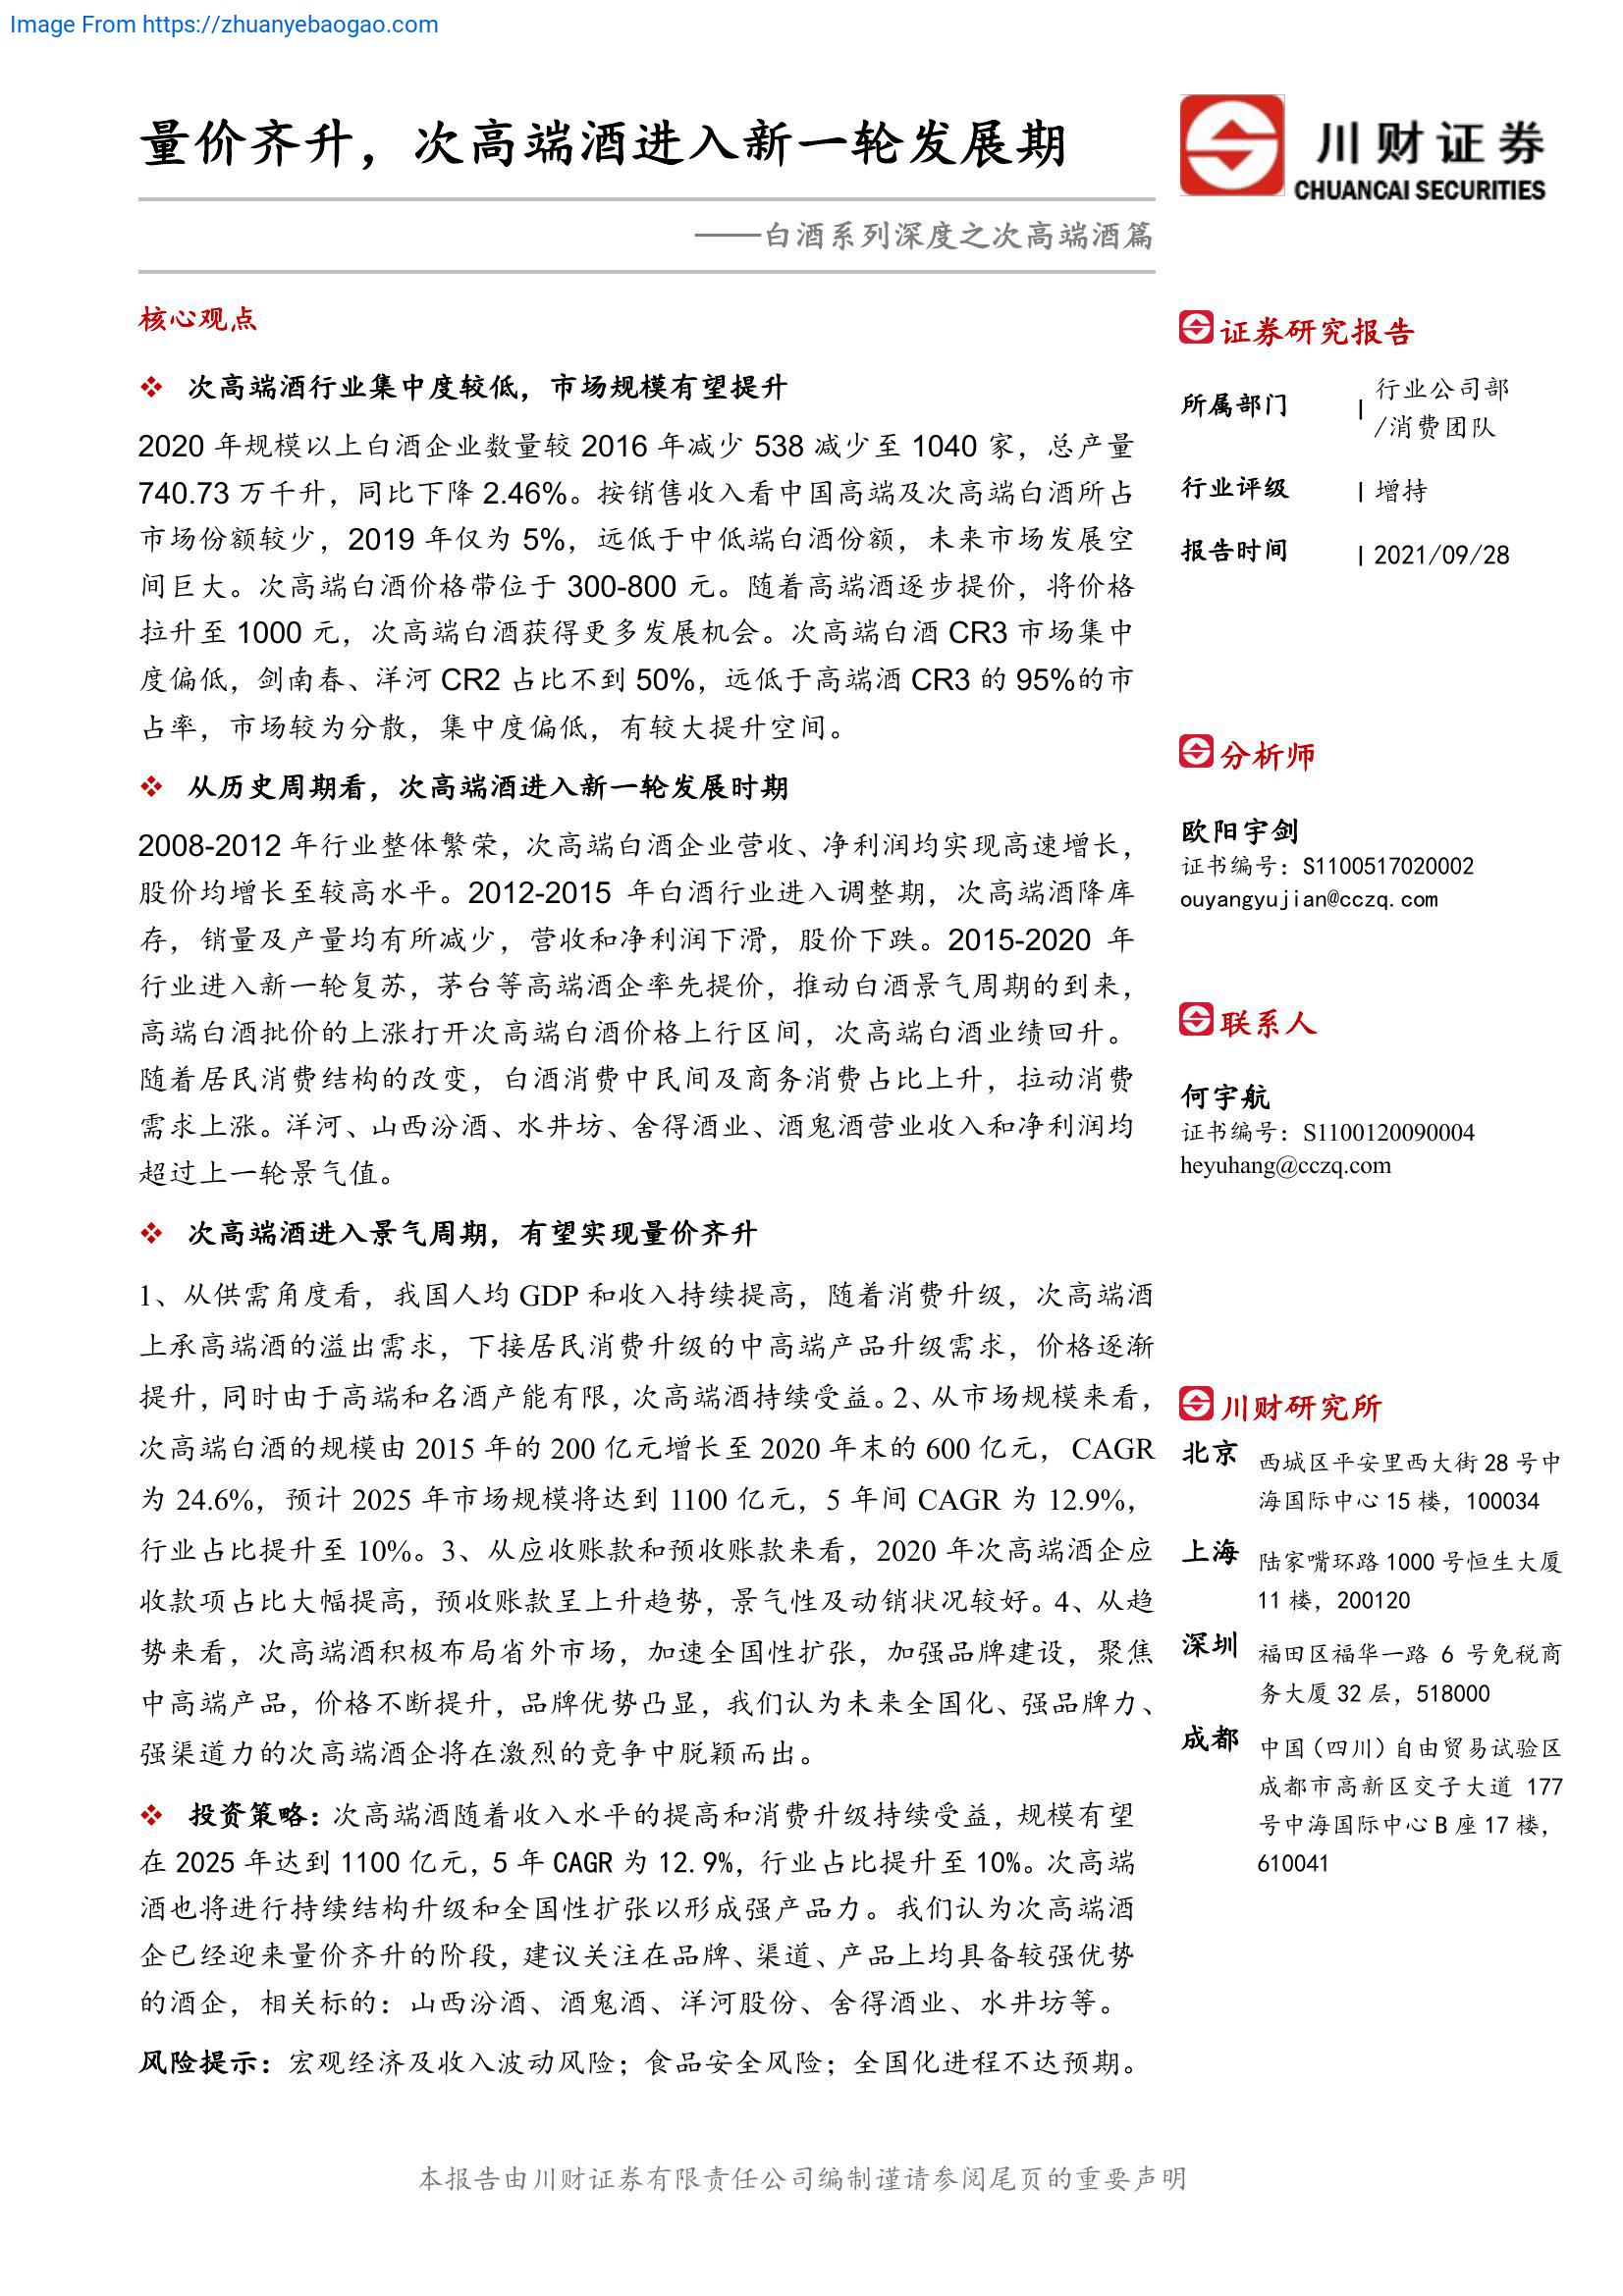 Image From https://zhuanyebaogao.com
量价齐升，次高端酒进入新一轮发展期
——白酒系列深度之次高端酒篇
川财证券
CHUANCAI SECURITIES
核心观点
❖ 次高端酒行业集中度较低，市场规模有望提升
2020 年规模以上白酒企业数量较 2016 年减少 538 减少至 1040 家，总产量
740.73 万千升，同比下降 2.46%。按销售收入看中国高端及次高端白酒所占
市场份额较少，2019 年仅为 5%，远低于中低端白酒份额，未来市场发展空
间巨大。次高端白酒价格带位于 300-800 元。随着高端酒逐步提价，将价格
拉升至 1000 元，次高端白酒获得更多发展机会。次高端白酒 CR3 市场集中
度偏低，剑南春、洋河 CR2 占比不到 50%，远低于高端酒 CR3 的 95%的市
占率，市场较为分散，集中度偏低，有较大提升空间。
❖ 从历史周期看，次高端酒进入新一轮发展时期
2008-2012 年行业整体繁荣，次高端白酒企业营收、净利润均实现高速增长，
股价均增长至较高水平。2012-2015 年白酒行业进入调整期，次高端酒降库
存，销量及产量均有所减少，营收和净利润下滑，股价下跌。2015-2020 年
行业进入新一轮复苏，茅台等高端酒企率先提价，推动白酒景气周期的到来，
高端白酒批价的上涨打开次高端白酒价格上行区间，次高端白酒业绩回升。
随着居民消费结构的改变，白酒消费中民间及商务消费占比上升，拉动消费
需求上涨。洋河、山西汾酒、水井坊、舍得酒业、酒鬼酒营业收入和净利润均
超过上一轮景气值。
❖ 次高端酒进入景气周期，有望实现量价齐升
1、从供需角度看，我国人均 GDP 和收入持续提高，随着消费升级，次高端酒
上承高端酒的溢出需求，下接居民消费升级的中高端产品升级需求，价格逐渐
提升，同时由于高端和名酒产能有限，次高端酒持续受益。2、从市场规模来看，
次高端白酒的规模由 2015 年的 200 亿元增长至 2020 年末的 600 亿元， CAGR
为 24.6%，预计 2025 年市场规模将达到 1100 亿元，5 年间 CAGR 为 12.9%，
行业占比提升至 10%。3、从应收账款和预收账款来看，2020 年次高端酒企应
收款项占比大幅提高，预收账款呈上升趋势，景气性及动销状况较好。4、从趋
势来看，次高端酒积极布局省外市场，加速全国性扩张，加强品牌建设，聚焦
中高端产品，价格不断提升，品牌优势凸显，我们认为未来全国化、强品牌力、
强渠道力的次高端酒企将在激烈的竞争中脱颖而出。
❖ 投资策略：次高端酒随着收入水平的提高和消费升级持续受益，规模有望
在 2025 年达到 1100 亿元，5 年 CAGR 为 12.9%，行业占比提升至 10%。次高端
酒也将进行持续结构升级和全国性扩张以形成强产品力。我们认为次高端酒
企已经迎来量价齐升的阶段，建议关注在品牌、渠道、产品上均具备较强优势
的酒企，相关标的：山西汾酒、酒鬼酒、洋河股份、舍得酒业、水井坊等。
风险提示：宏观经济及收入波动风险；食品安全风险；全国化进程不达预期。
证券研究报告
所属部门 | 行业公司部
/消费团队
行业评级 | 增持
报告时间 | 2021/09/28
分析师
欧阳宇剑
证书编号：S1100517020002
ouyangyujian@cczq.com
联系人
何宇航
证书编号：S1100120090004
heyuhang@cczq.com
川财研究所
北京 西城区平安里西大街 28 号中
海国际中心 15 楼，100034
上海 陆家嘴环路 1000 号恒生大厦
11 楼，200120
深圳 福田区福华一路 6 号免税商
务大厦 32 层，518000
成都 中国（四川）自由贸易试验区
成都市高新区交子大道 177
号中海国际中心 B 座 17 楼，
610041
本报告由川财证券有限责任公司编制谨请参阅尾页的重要声明